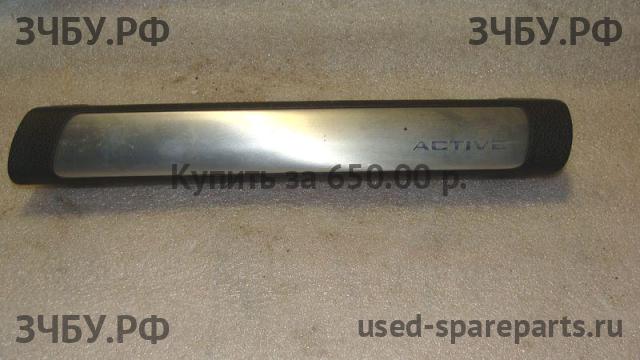 ЗЧБУ.РФ
ЗЧБУ.РФ
ACTIVE
Купить за 650.00 р.
ЗЧБУ.РФ
used-spareparts.ru